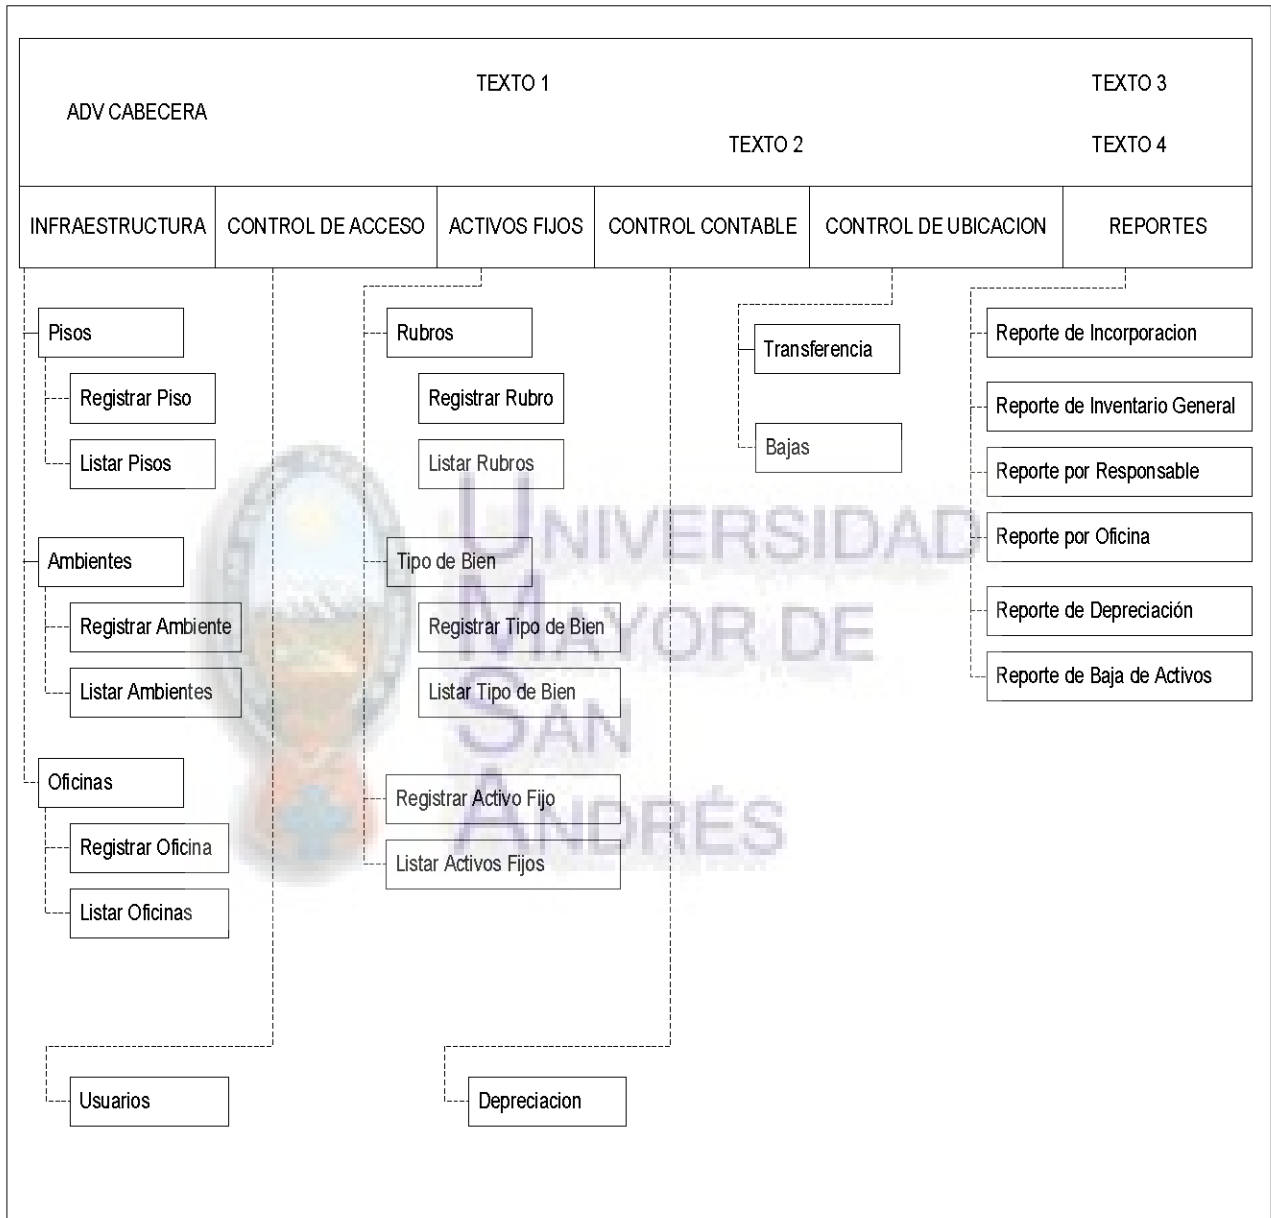 TEXTO 1
TEXTO 3
ADV CABECERA
TEXTO 2
TEXTO 4
INFRAESTRUCTURA
CONTROL DE ACCESO
ACTIVOS FIJOS
CONTROL CONTABLE
CONTROL DE UBICACION
REPORTES
Pisos
Registrar Piso
Listar Pisos
Ambientes
Registrar Ambiente
Listar Ambientes
Oficinas
Registrar Oficina
Listar Oficinas
Usuarios
Rubros
Registrar Rubro
Listar Rubros
Tipo de Bien
Registrar Tipo de Bien
Listar Tipo de Bien
Registrar Activo Fijo
Listar Activos Fijos
Depreciacion
Transferencia
Bajas
Reporte de Incorporacion
Reporte de Inventario General
Reporte por Responsable
Reporte por Oficina
Reporte de Depreciación
Reporte de Baja de Activos
UNIVERSIDAD
MAYOR DE
SAN
ANDRÉS